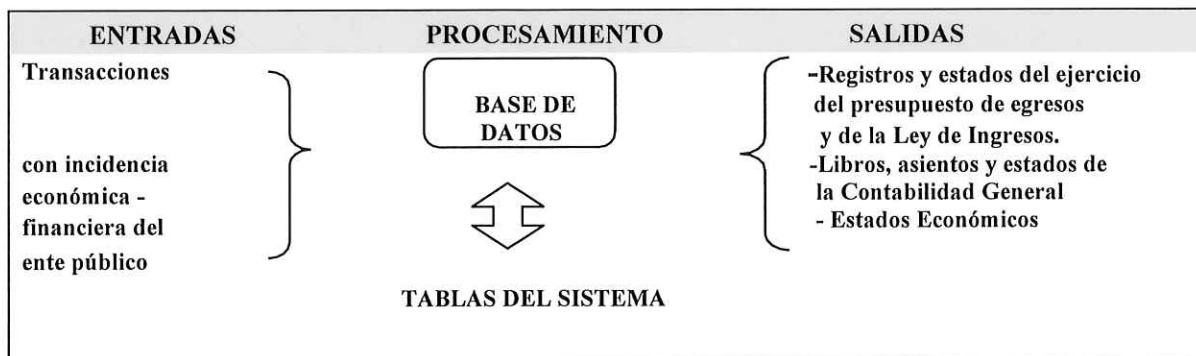 ENTRADAS PROCESAMIENTO SALIDAS
Transacciones
con incidencia
económica -
financiera del
ente público
BASE DE
DATOS
TABLAS DEL SISTEMA
-Registros y estados del ejercicio
del presupuesto de egresos
y de la Ley de Ingresos.
-Libros, asientos y estados de
la Contabilidad General
- Estados Económicos